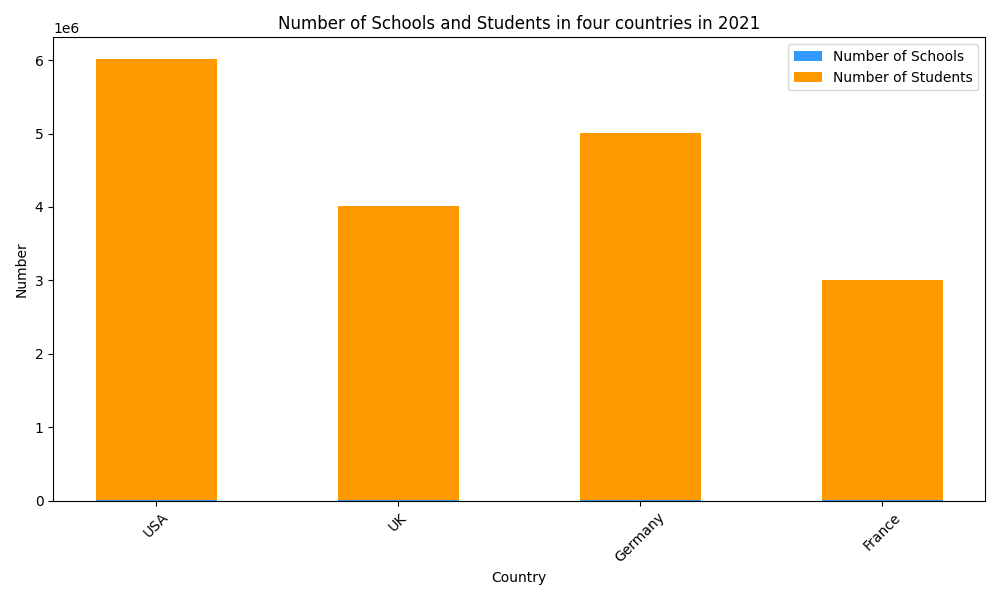 Number of Schools and Students in four countries in 2021
1e6
Number of Schools
Number of Students
6
5
4
3
2
1
0
Number
USA
UK
Germany
France
Country